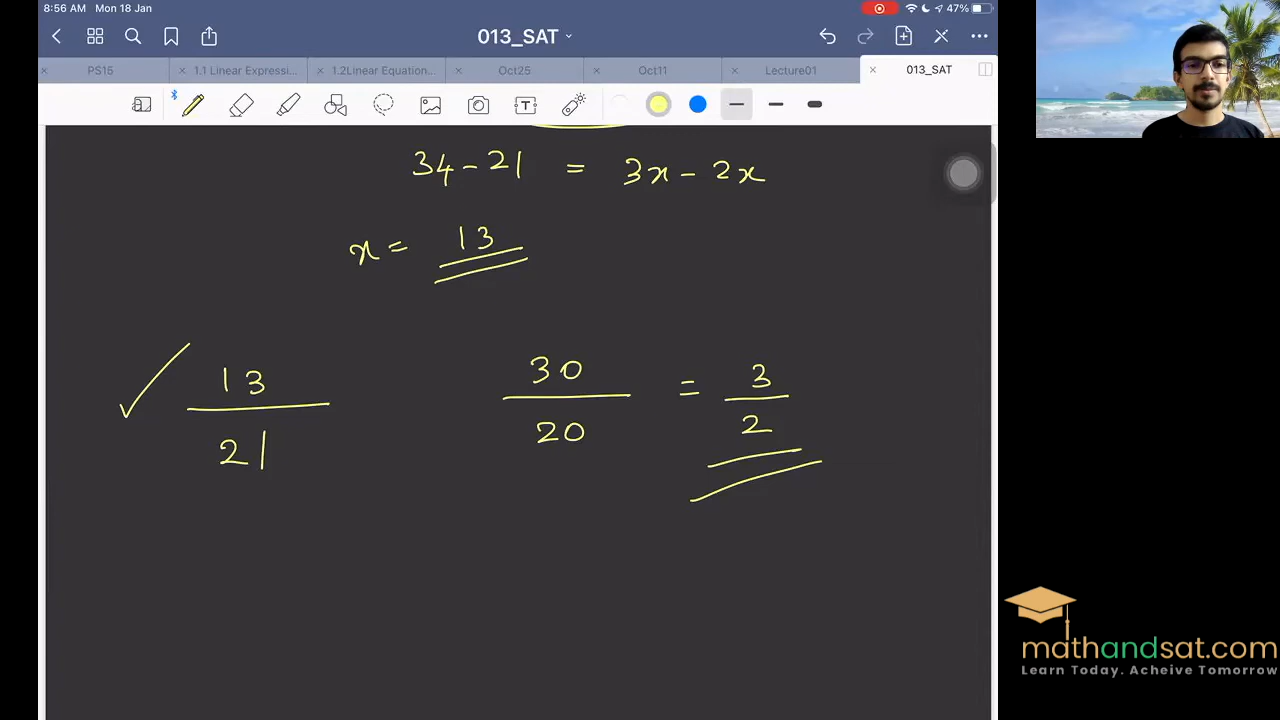 8:56 AM Mon 18 Jan
47%
013_SAT
PS15
1.1 Linear Expressi...
1.2Linear Equation...
Oct25
Oct11
Lecture01
013_SAT
34 - 21 = 3x - 2x
x = 13
13/21
30/20 = 3/2
mathandsat.com
Learn Today. Acheive Tomorrow